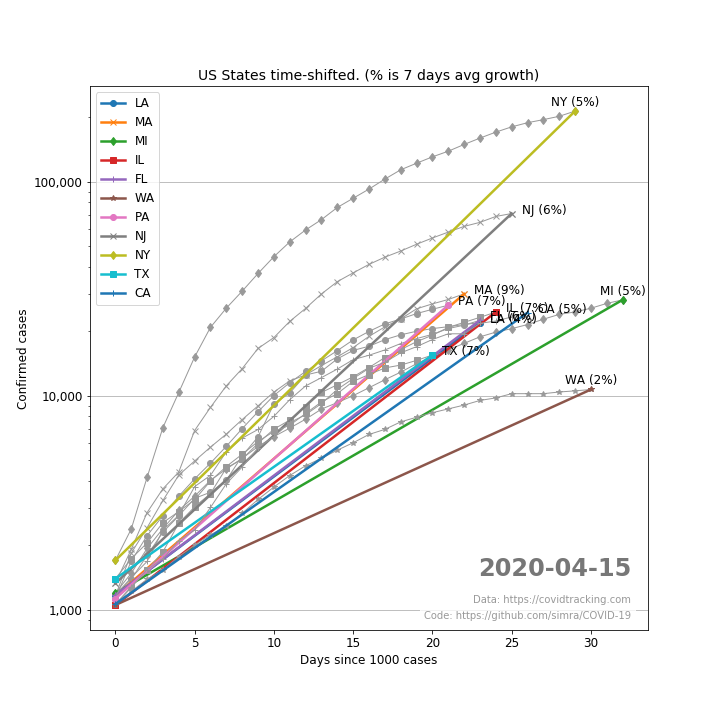 US States time-shifted. (% is 7 days avg growth)
LA
MA
MI
IL
FL
WA
PA
NJ
NY
TX
CA
NY (5%)
NJ (6%)
MA (9%)
PA (7%)
IL (7%)
CA (5%)
MI (5%)
LA (4%)
TX (7%)
WA (2%)
100,000
10,000
1,000
Confirmed cases
0 5 10 15 20 25 30
Days since 1000 cases
2020-04-15
Data: https://covidtracking.com
Code: https://github.com/simra/COVID-19